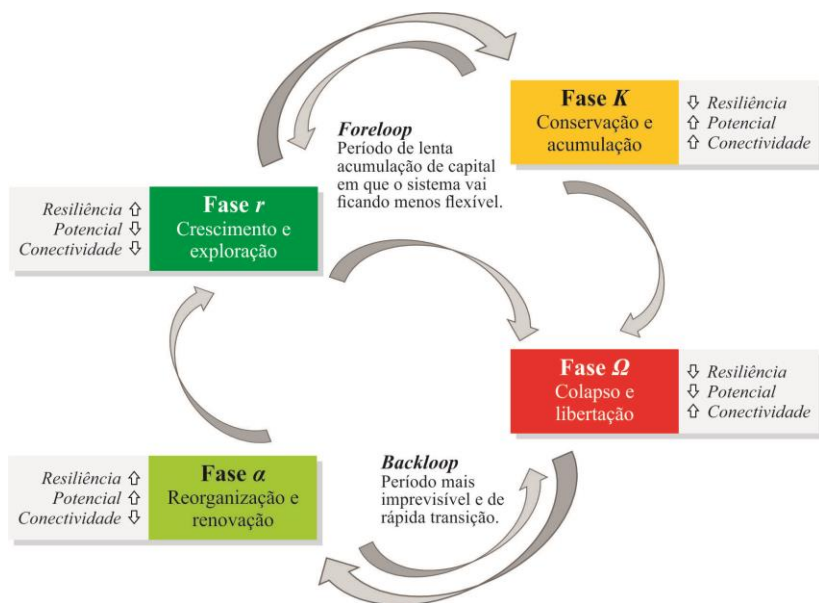 Fase K
Conservação e
acumulação
⇩ Resiliência
⇧ Potencial
⇧ Conectividade
Foreloop
Período de lenta
acumulação de capital
em que o sistema vai
ficando menos flexível.
Resiliência ⇧
Potencial ⇩
Conectividade ⇩
Fase r
Crescimento e
exploração
Fase Ω
Colapso e
libertação
⇩ Resiliência
⇩ Potencial
⇧ Conectividade
Resiliência ⇧
Potencial ⇧
Conectividade ⇩
Fase α
Reorganização e
renovação
Backloop
Período mais
imprevisível e de
rápida transição.